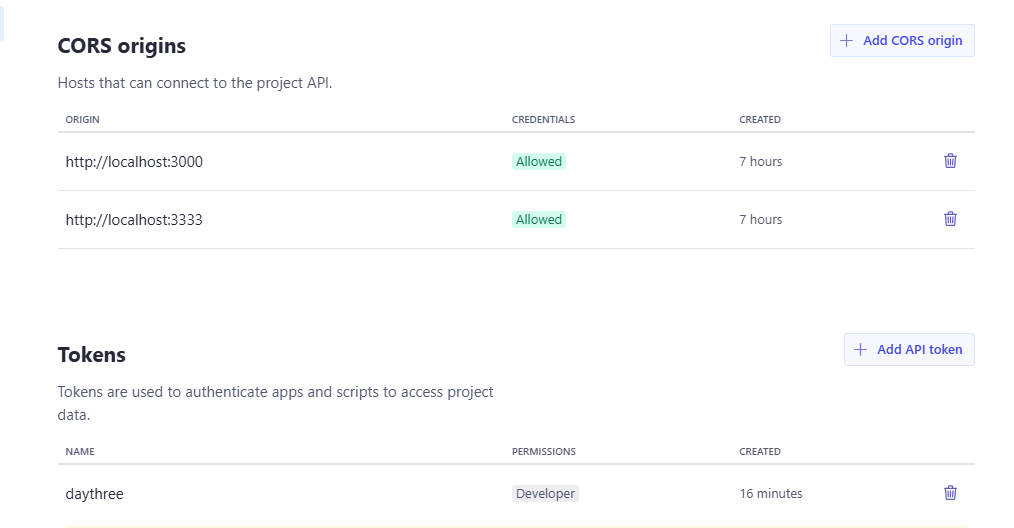 CORS origins
Add CORS origin
Hosts that can connect to the project API.
ORIGIN CREDENTIALS CREATED
http://localhost:3000 Allowed 7 hours
http://localhost:3333 Allowed 7 hours
Tokens
Add API token
Tokens are used to authenticate apps and scripts to access project
data.
NAME PERMISSIONS CREATED
daythree Developer 16 minutes